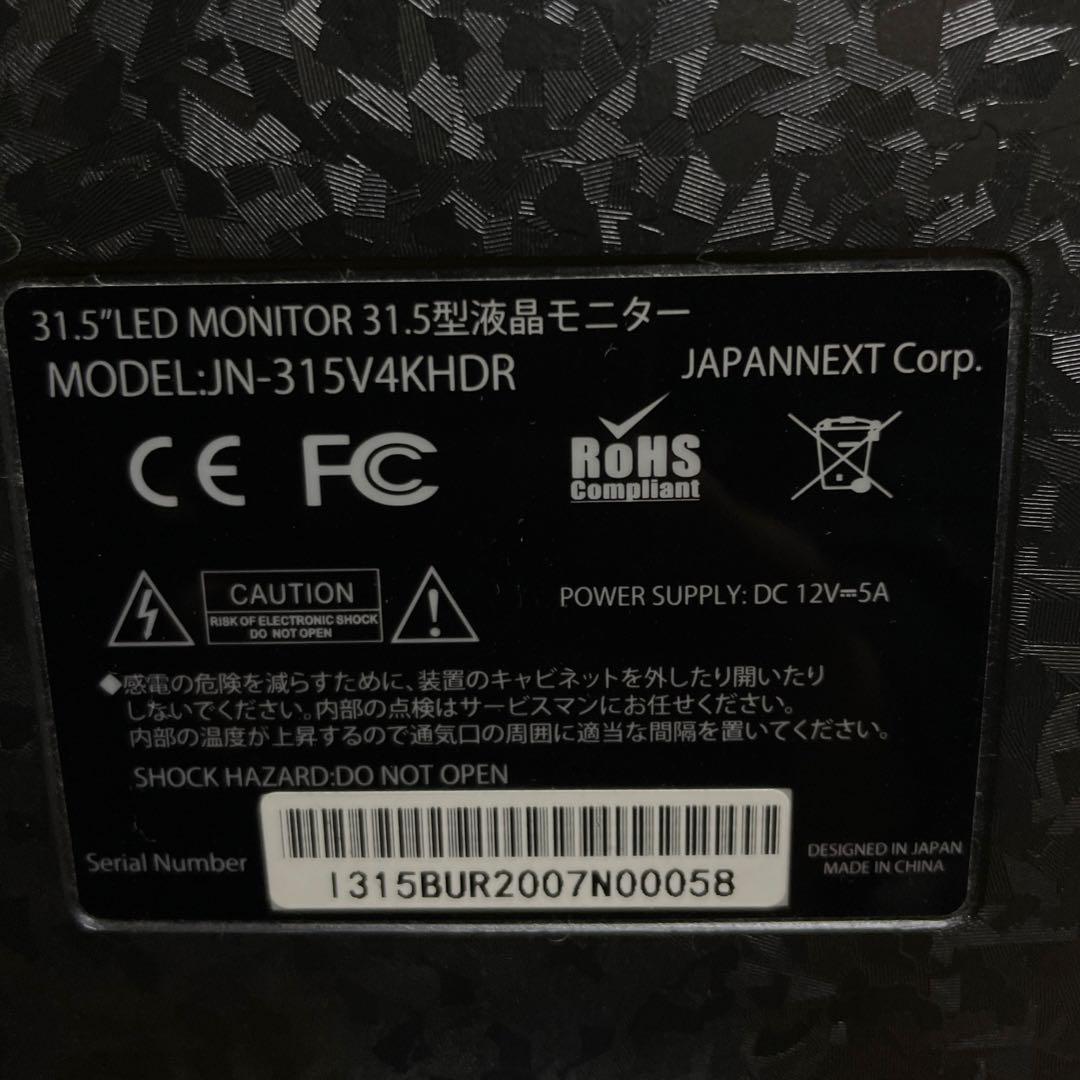 31.5”LED MONITOR 31.5型液晶モニター
MODEL:JN-315V4KHDR
JAPANNEXT Corp.
CE FC RoHS
Compliant
CAUTION
RISK OF ELECTRONIC SHOCK
DO NOT OPEN
POWER SUPPLY: DC 12V⎓5A
◆感電の危険を減らすために、装置のキャビネットを外したり開いたり
しないでください。内部の点検はサービスマンにお任せください。
内部の温度が上昇するので通気口の周囲に適当な間隔を置いてください。
SHOCK HAZARD:DO NOT OPEN
Serial Number
I315BUR2007N00058
DESIGNED IN JAPAN
MADE IN CHINA